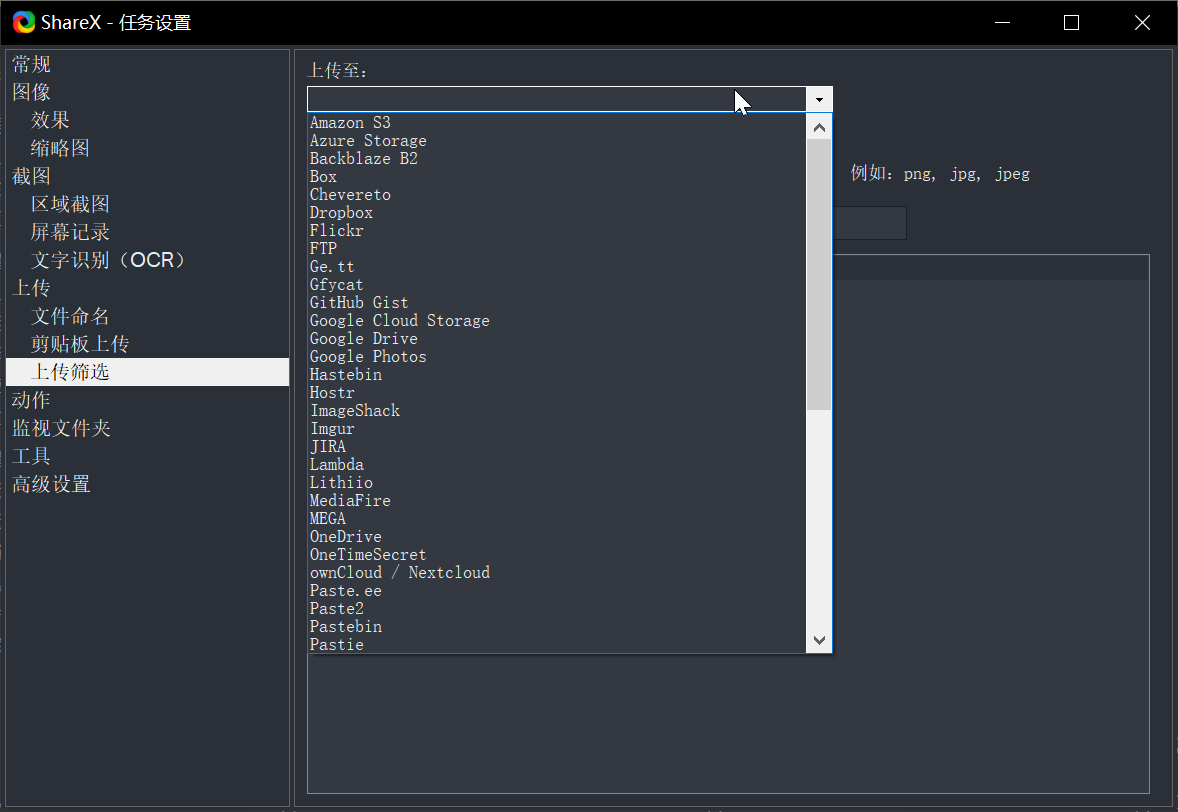 ShareX - 任务设置
常规
图像
效果
缩略图
截图
区域截图
屏幕记录
文字识别（OCR）
上传
文件命名
剪贴板上传
上传筛选
动作
监视文件夹
工具
高级设置
上传至：
Amazon S3
Azure Storage
Backblaze B2
Box
Chevereto
Dropbox
Flickr
FTP
Ge.tt
Gfycat
GitHub Gist
Google Cloud Storage
Google Drive
Google Photos
Hastebin
Hostr
ImageShack
Imgur
JIRA
Lambda
Lithiio
MediaFire
MEGA
OneDrive
OneTimeSecret
ownCloud / Nextcloud
Paste.ee
Paste2
Pastebin
Pastie
例如：png, jpg, jpeg